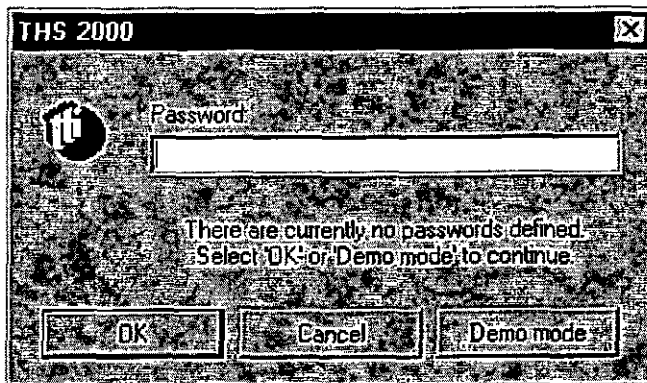 THS 2000
Password:
There are currently no passwords defined.
Select 'OK' or 'Demo mode' to continue.
OK
Cancel
Demo mode